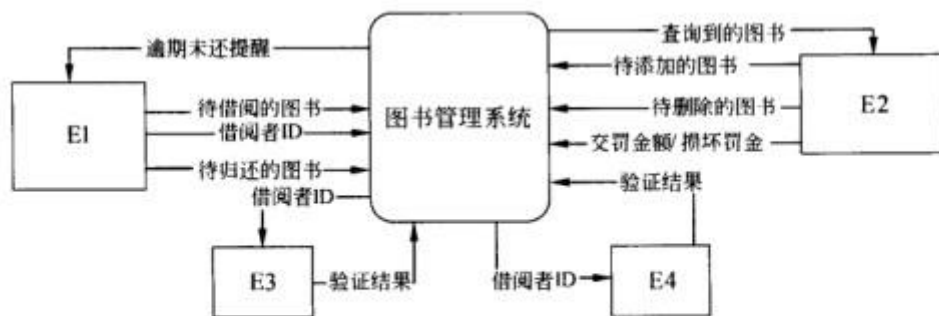 逾期未还提醒
查询到的图书
待添加的图书
E1
待借阅的图书
借阅者ID
待归还的图书
借阅者ID
图书管理系统
E2
待删除的图书
交罚金额/损坏罚金
验证结果
E3
验证结果
借阅者ID
E4